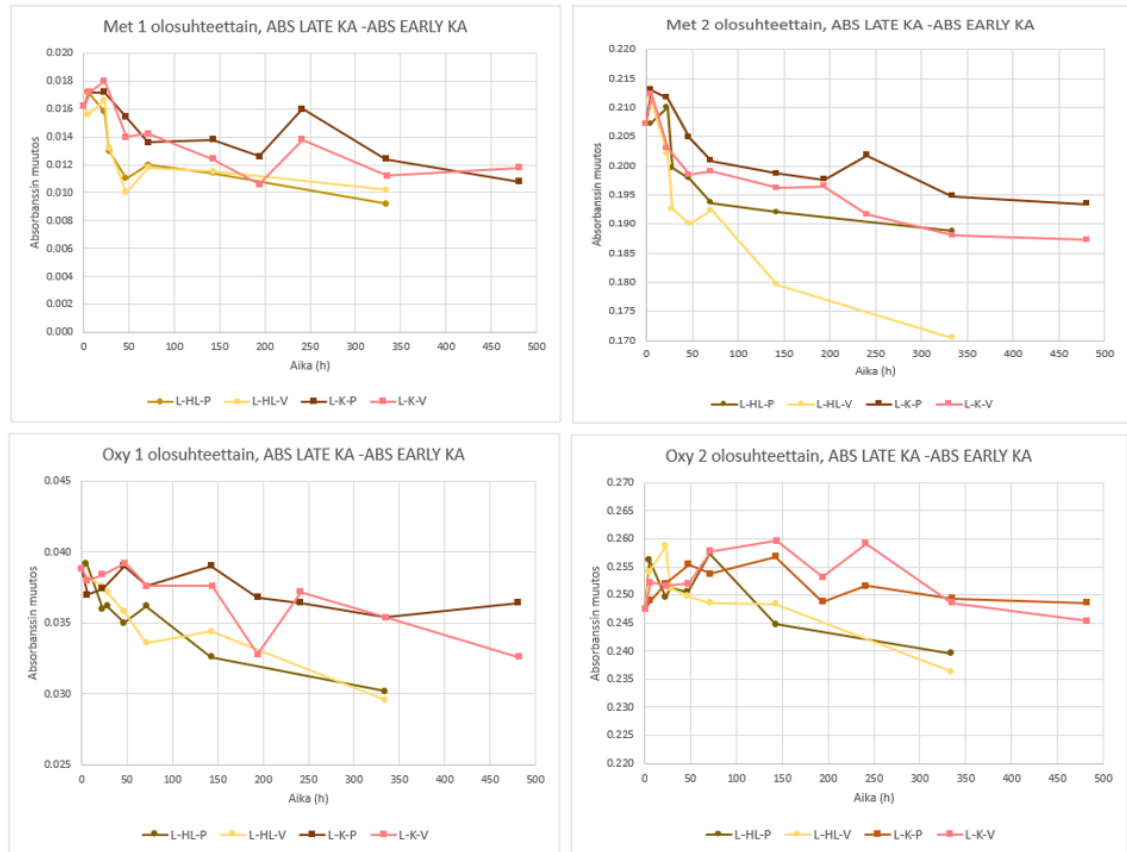 Met 1 olosuhteettain, ABS LATE KA -ABS EARLY KA
0.020
0.018
0.016
0.014
0.012
0.010
0.008
0.006
0.004
0.002
0.000
Absorbanssin muutos
0 50 100 150 200 250 300 350 400 450 500
Aika (h)
L-HL-P L-HL-V L-K-P L-K-V
Met 2 olosuhteettain, ABS LATE KA -ABS EARLY KA
0.220
0.215
0.210
0.205
0.200
0.195
0.190
0.185
0.180
0.175
0.170
Absorbanssin muutos
0 50 100 150 200 250 300 350 400 450 500
Aika (h)
L-HL-P L-HL-V L-K-P L-K-V
Oxy 1 olosuhteettain, ABS LATE KA -ABS EARLY KA
0.045
0.040
0.035
0.030
0.025
Absorbanssin muutos
0 50 100 150 200 250 300 350 400 450 500
Aika (h)
L-HL-P L-HL-V L-K-P L-K-V
Oxy 2 olosuhteettain, ABS LATE KA -ABS EARLY KA
0.270
0.265
0.260
0.255
0.250
0.245
0.240
0.235
0.230
0.225
0.220
Absorbanssin muutos
0 50 100 150 200 250 300 350 400 450 500
Aika (h)
L-HL-P L-HL-V L-K-P L-K-V